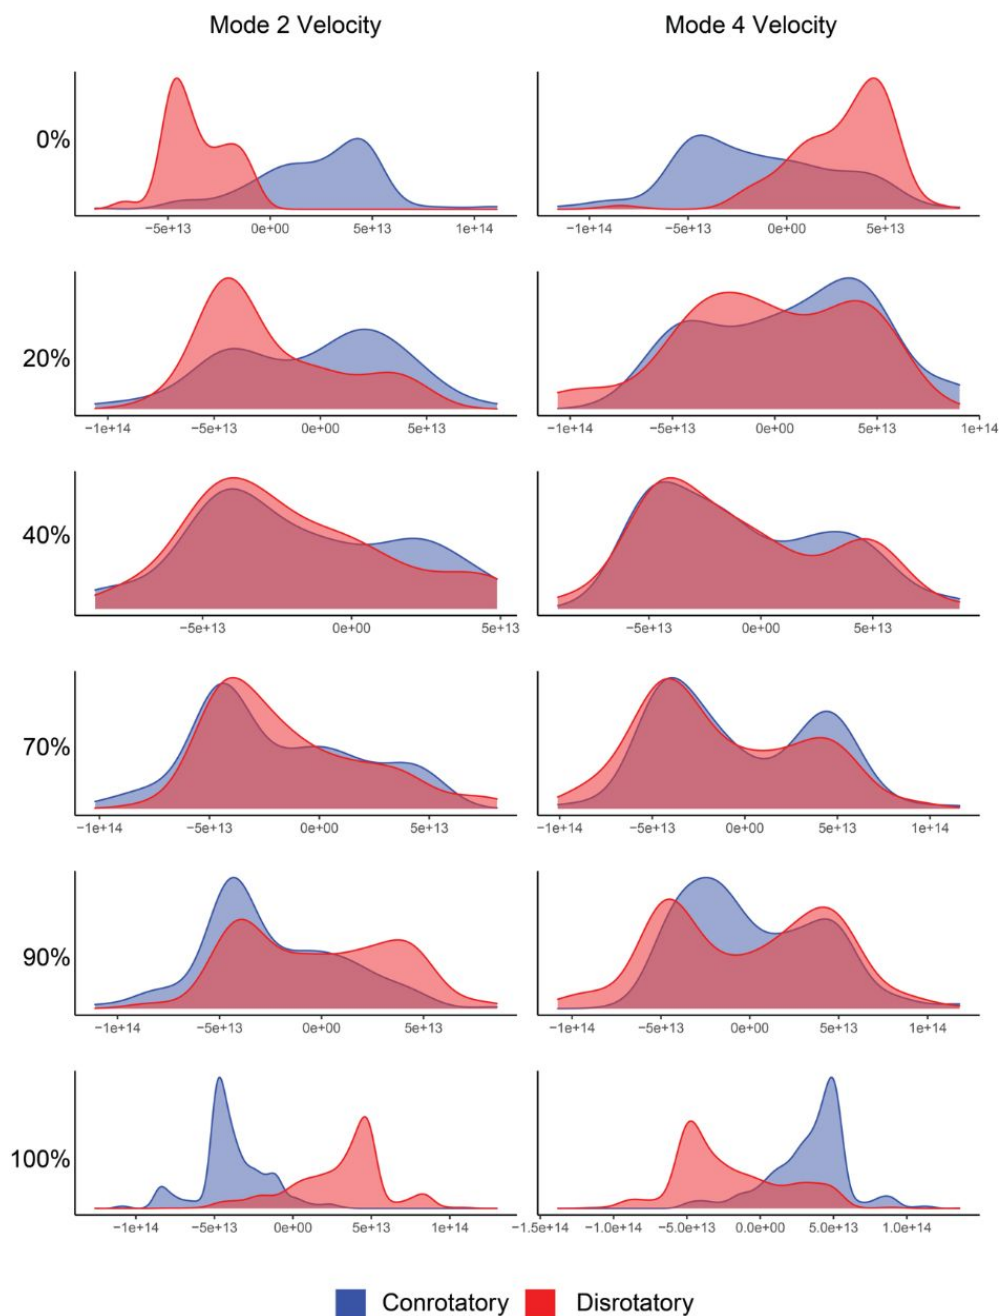 Mode 2 Velocity Mode 4 Velocity
0%
−5e+13 0e+00 5e+13 1e+14 −1e+14 −5e+13 0e+00 5e+13
20%
−1e+14 −5e+13 0e+00 5e+13 −1e+14 −5e+13 0e+00 5e+13 1e+14
40%
−5e+13 0e+00 5e+13 −5e+13 0e+00 5e+13
70%
−1e+14 −5e+13 0e+00 5e+13 −1e+14 −5e+13 0e+00 5e+13 1e+14
90%
−1e+14 −5e+13 0e+00 5e+13 −1e+14 −5e+13 0e+00 5e+13 1e+14
100%
−1e+14 −5e+13 0e+00 5e+13 1e+14 −1.5e+14 −1.0e+14 −5.0e+13 0.0e+00 5.0e+13 1.0e+14
Conrotatory Disrotatory